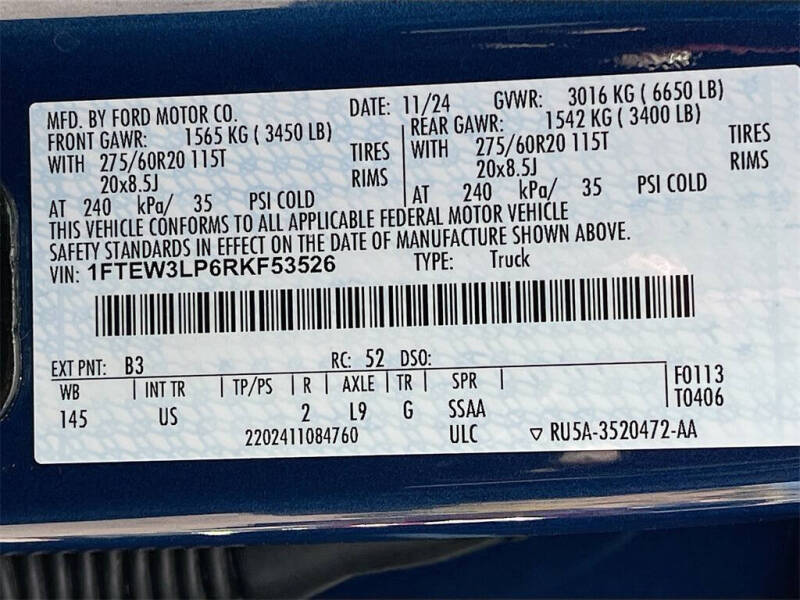 MFD. BY FORD MOTOR CO. DATE: 11/24 GVWR: 3016 KG ( 6650 LB)
FRONT GAWR: 1565 KG ( 3450 LB) REAR GAWR: 1542 KG ( 3400 LB)
WITH 275/60R20 115T TIRES WITH 275/60R20 115T TIRES
20x8.5J RIMS 20x8.5J RIMS
AT 240 kPa/ 35 PSI COLD AT 240 kPa/ 35 PSI COLD
THIS VEHICLE CONFORMS TO ALL APPLICABLE FEDERAL MOTOR VEHICLE
SAFETY STANDARDS IN EFFECT ON THE DATE OF MANUFACTURE SHOWN ABOVE.
VIN: 1FTEW3LP6RKF53526 TYPE: Truck
EXT PNT: B3 RC: 52 DSO:
WB INT TR TP/PS R AXLE TR SPR F0113
145 US 2 L9 G SSAA T0406
2202411084760 ULC ▽ RU5A-3520472-AA